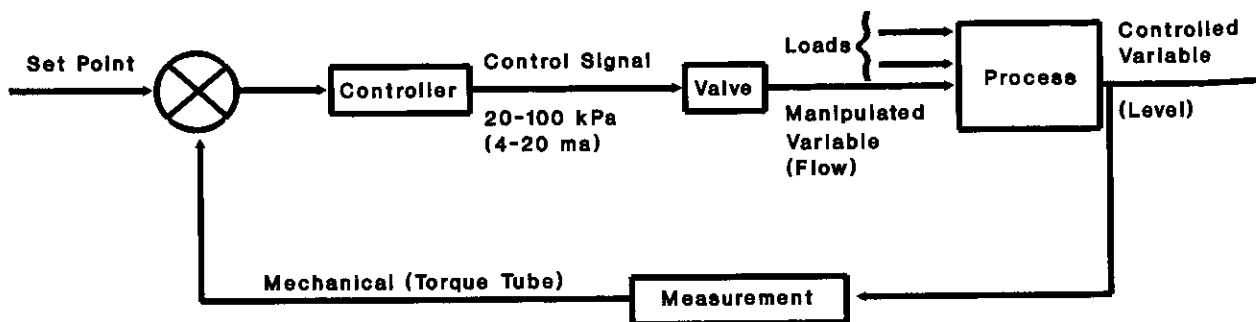 Set Point
Controller
Control Signal
20-100 kPa
(4-20 ma)
Valve
Loads
Manipulated
Variable
(Flow)
Process
Controlled
Variable
(Level)
Mechanical (Torque Tube)
Measurement